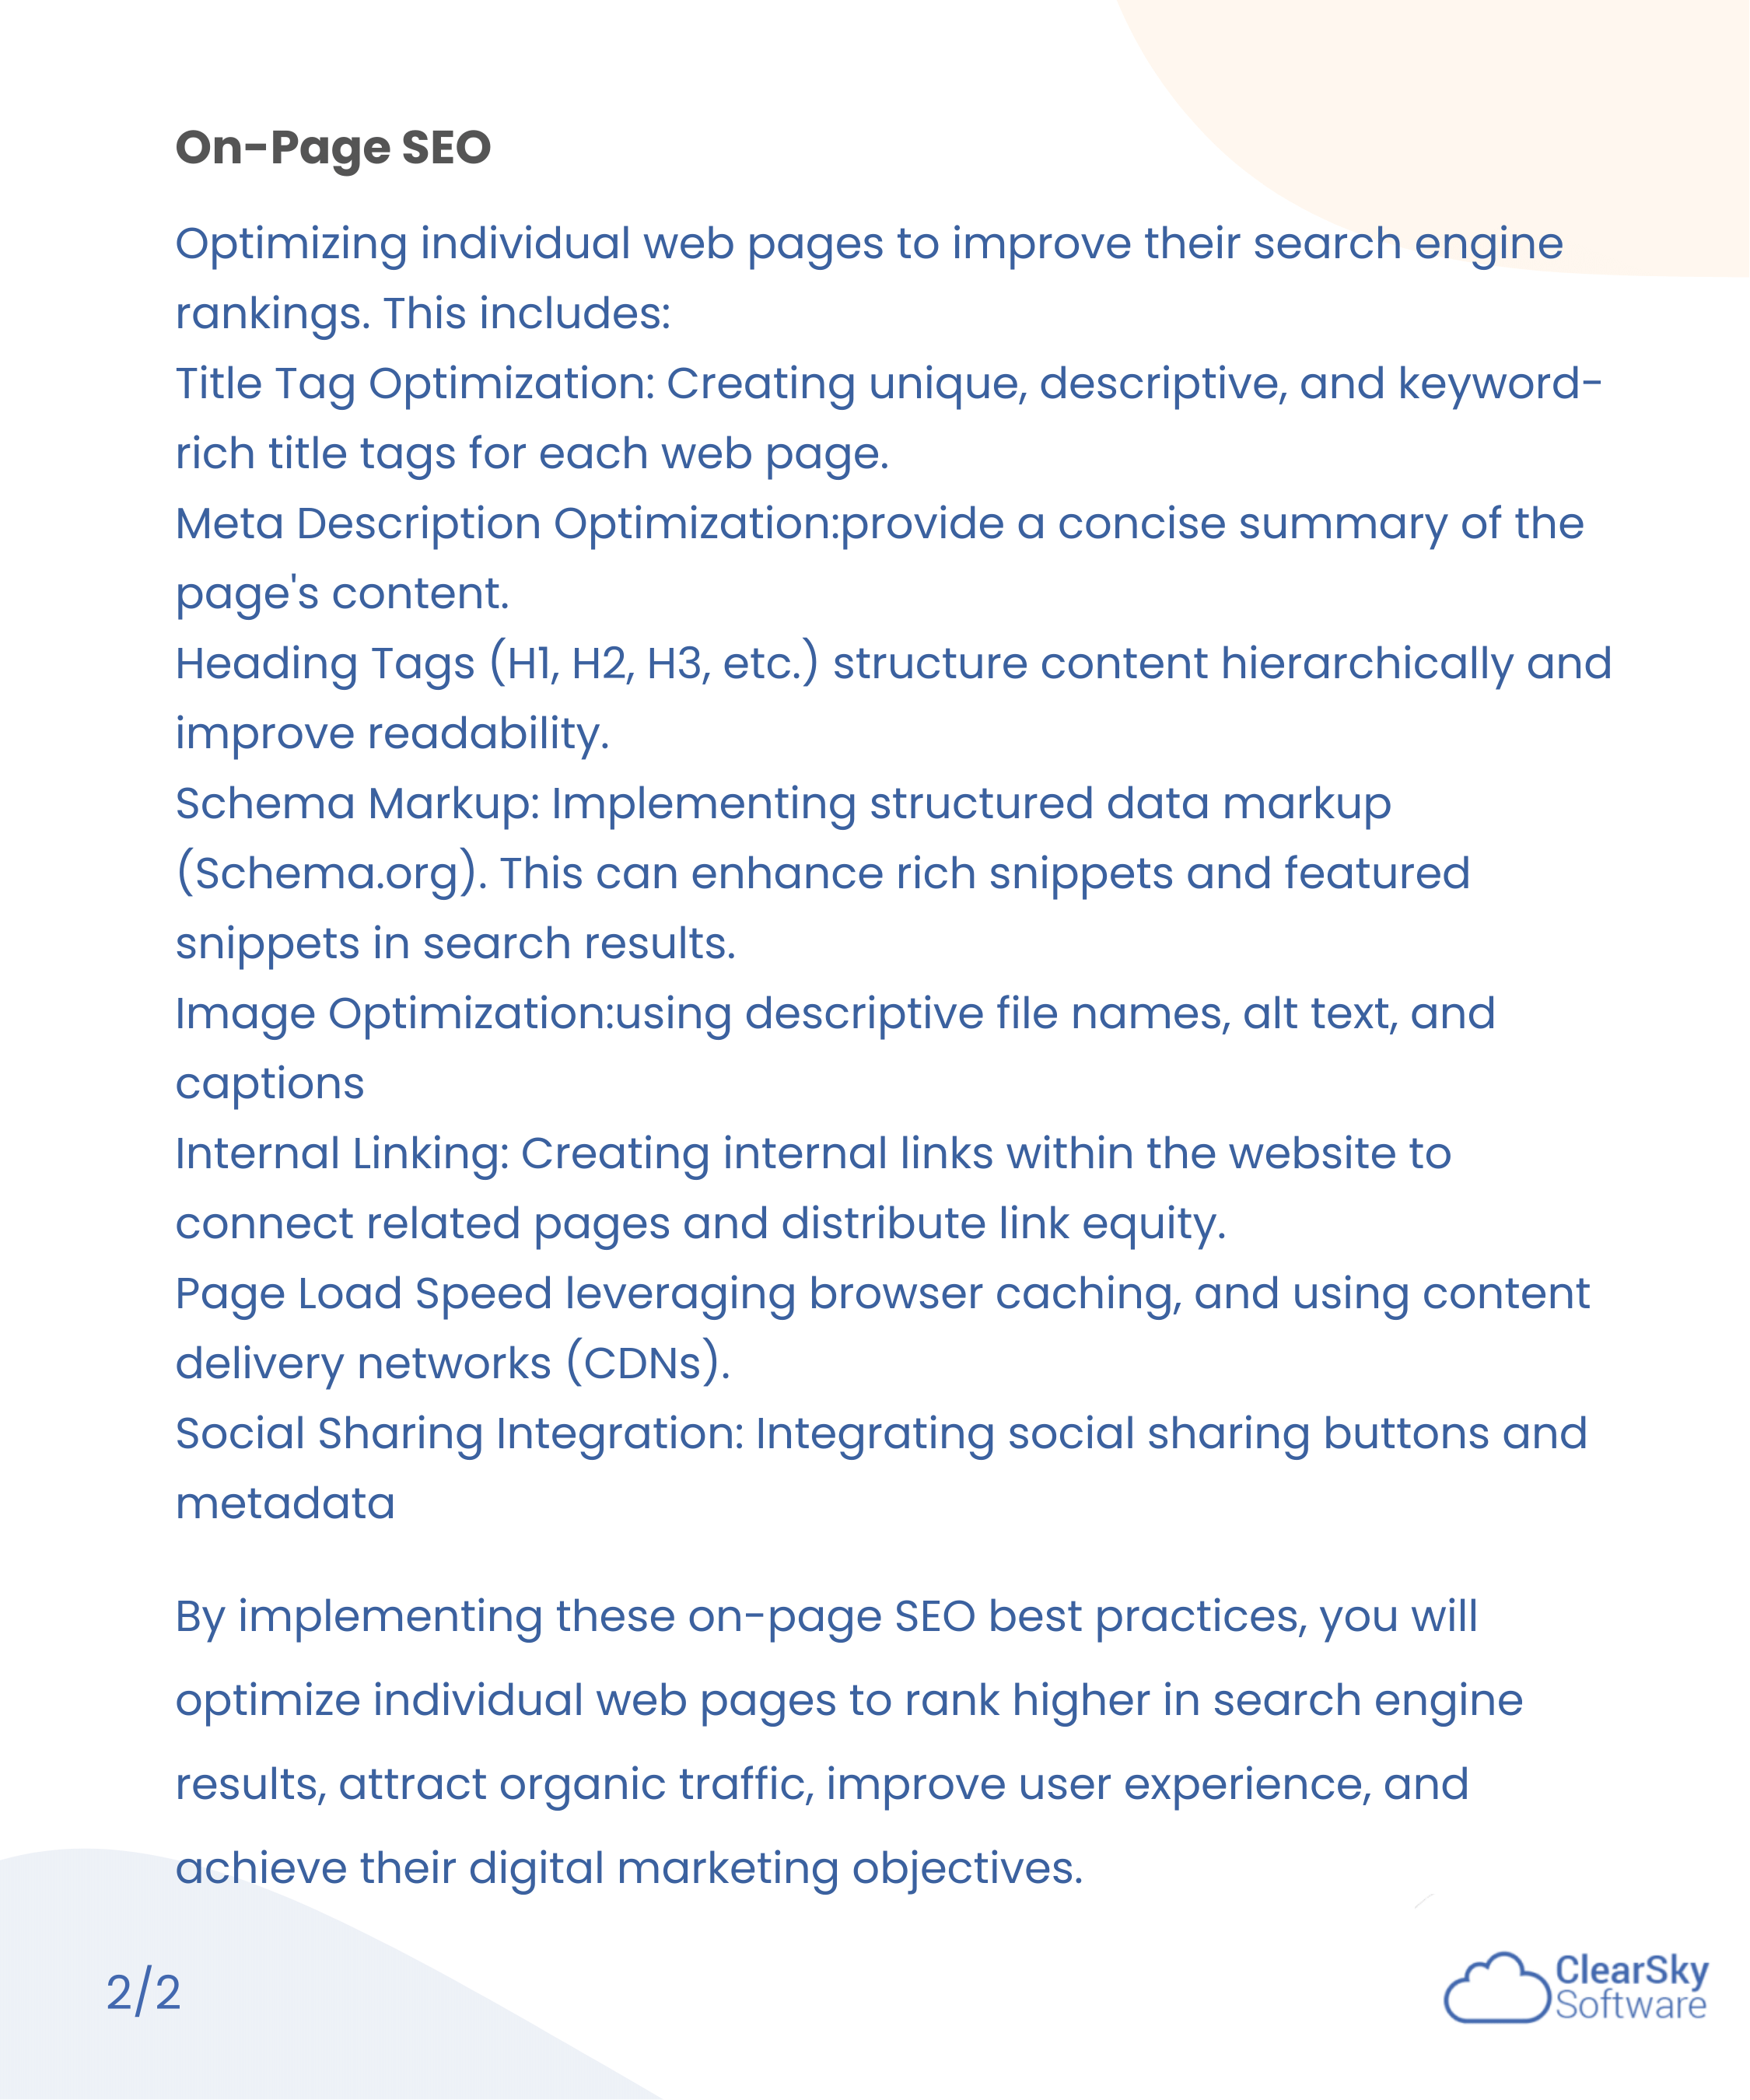 On-Page SEO
Optimizing individual web pages to improve their search engine
rankings. This includes:
Title Tag Optimization: Creating unique, descriptive, and keyword-
rich title tags for each web page.
Meta Description Optimization:provide a concise summary of the
page's content.
Heading Tags (H1, H2, H3, etc.) structure content hierarchically and
improve readability.
Schema Markup: Implementing structured data markup
(Schema.org). This can enhance rich snippets and featured
snippets in search results.
Image Optimization:using descriptive file names, alt text, and
captions
Internal Linking: Creating internal links within the website to
connect related pages and distribute link equity.
Page Load Speed leveraging browser caching, and using content
delivery networks (CDNs).
Social Sharing Integration: Integrating social sharing buttons and
metadata
By implementing these on-page SEO best practices, you will
optimize individual web pages to rank higher in search engine
results, attract organic traffic, improve user experience, and
achieve their digital marketing objectives.
2/2
ClearSky
Software